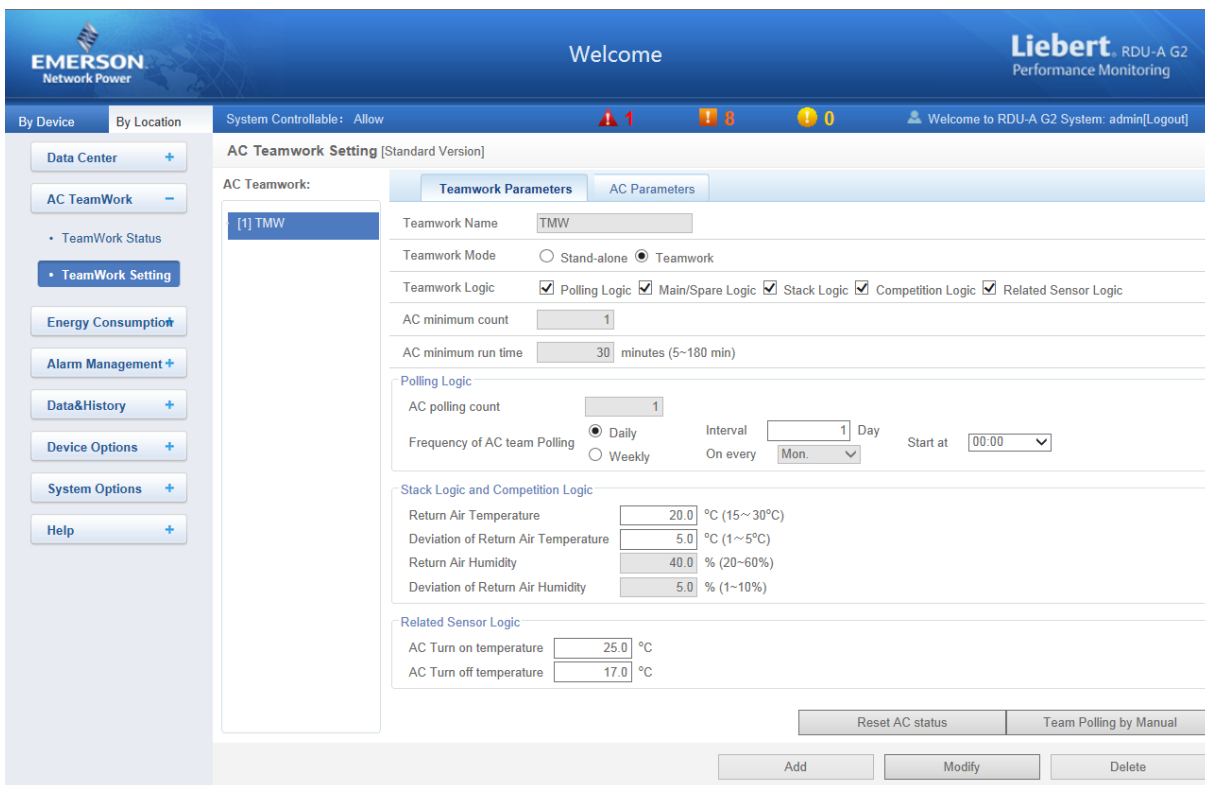 EMERSON.
Network Power
Welcome
Liebert® RDU-A G2
Performance Monitoring
By Device By Location
System Controllable: Allow 1 8 0 Welcome to RDU-A G2 System: admin[Logout]
Data Center +
AC TeamWork −
• TeamWork Status
• TeamWork Setting
Energy Consumption+
Alarm Management +
Data&History +
Device Options +
System Options +
Help +
AC Teamwork Setting [Standard Version]
AC Teamwork:
[1] TMW
Teamwork Parameters AC Parameters
Teamwork Name TMW
Teamwork Mode Stand-alone Teamwork
Teamwork Logic Polling Logic Main/Spare Logic Stack Logic Competition Logic Related Sensor Logic
AC minimum count 1
AC minimum run time 30 minutes (5~180 min)
Polling Logic
AC polling count 1
Frequency of AC team Polling
Daily Interval 1 Day
Weekly On every Mon.
Start at 00:00
Stack Logic and Competition Logic
Return Air Temperature 20.0 °C (15～30°C)
Deviation of Return Air Temperature 5.0 °C (1～5°C)
Return Air Humidity 40.0 % (20~60%)
Deviation of Return Air Humidity 5.0 % (1~10%)
Related Sensor Logic
AC Turn on temperature 25.0 °C
AC Turn off temperature 17.0 °C
Reset AC status Team Polling by Manual
Add Modify Delete